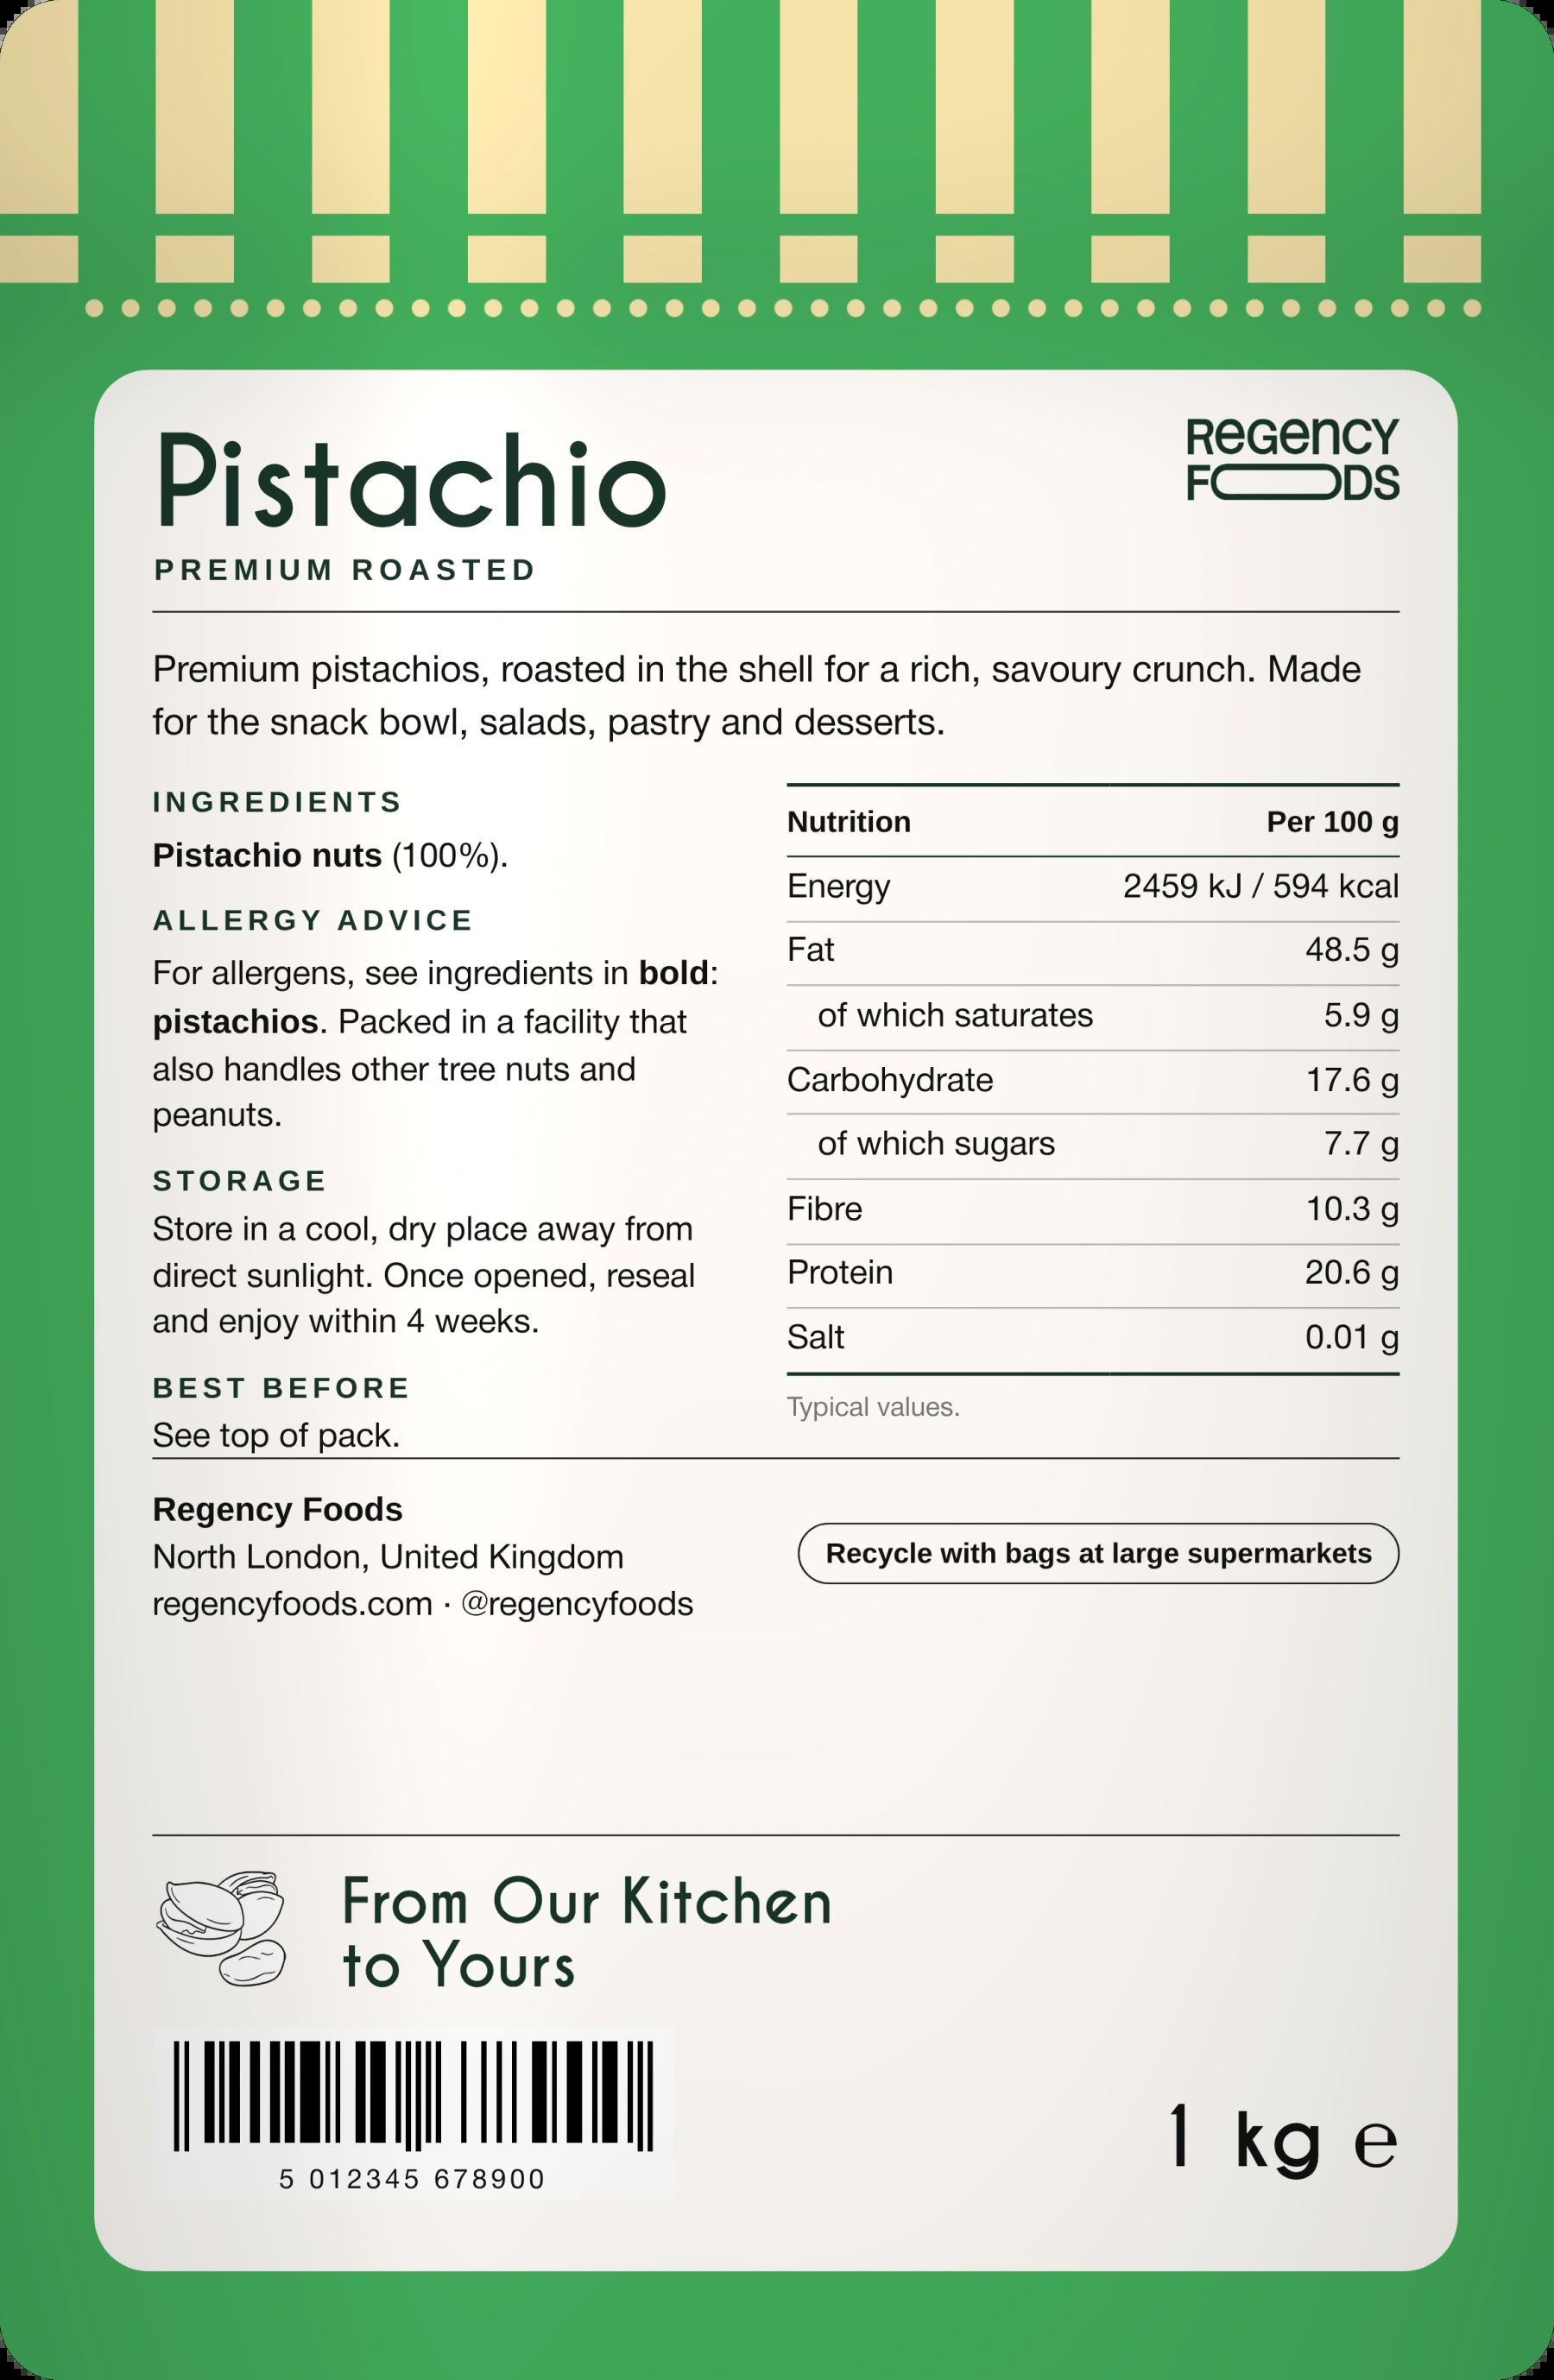 Pistachio
REGENCY
FOODS
PREMIUM ROASTED
Premium pistachios, roasted in the shell for a rich, savoury crunch. Made
for the snack bowl, salads, pastry and desserts.
INGREDIENTS
Pistachio nuts (100%).
ALLERGY ADVICE
For allergens, see ingredients in bold:
pistachios. Packed in a facility that
also handles other tree nuts and
peanuts.
STORAGE
Store in a cool, dry place away from
direct sunlight. Once opened, reseal
and enjoy within 4 weeks.
BEST BEFORE
See top of pack.
Nutrition Per 100 g
Energy 2459 kJ / 594 kcal
Fat 48.5 g
of which saturates 5.9 g
Carbohydrate 17.6 g
of which sugars 7.7 g
Fibre 10.3 g
Protein 20.6 g
Salt 0.01 g
Typical values.
Regency Foods
North London, United Kingdom
regencyfoods.com · @regencyfoods
Recycle with bags at large supermarkets
From Our Kitchen
to Yours
5 012345 678900
1 kg ℮